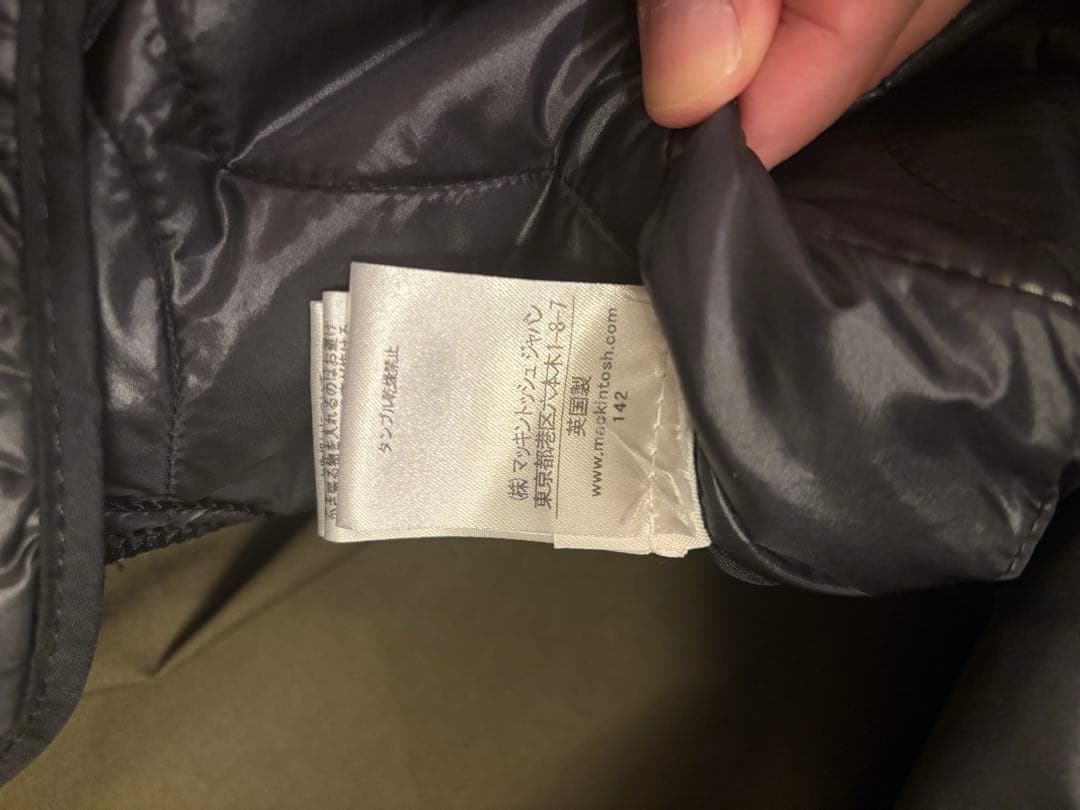 タンブル乾燥禁止
(株)マッキントッシュ ジャパン
東京都港区六本木1-8-7
英国製
www.mackintosh.com
142